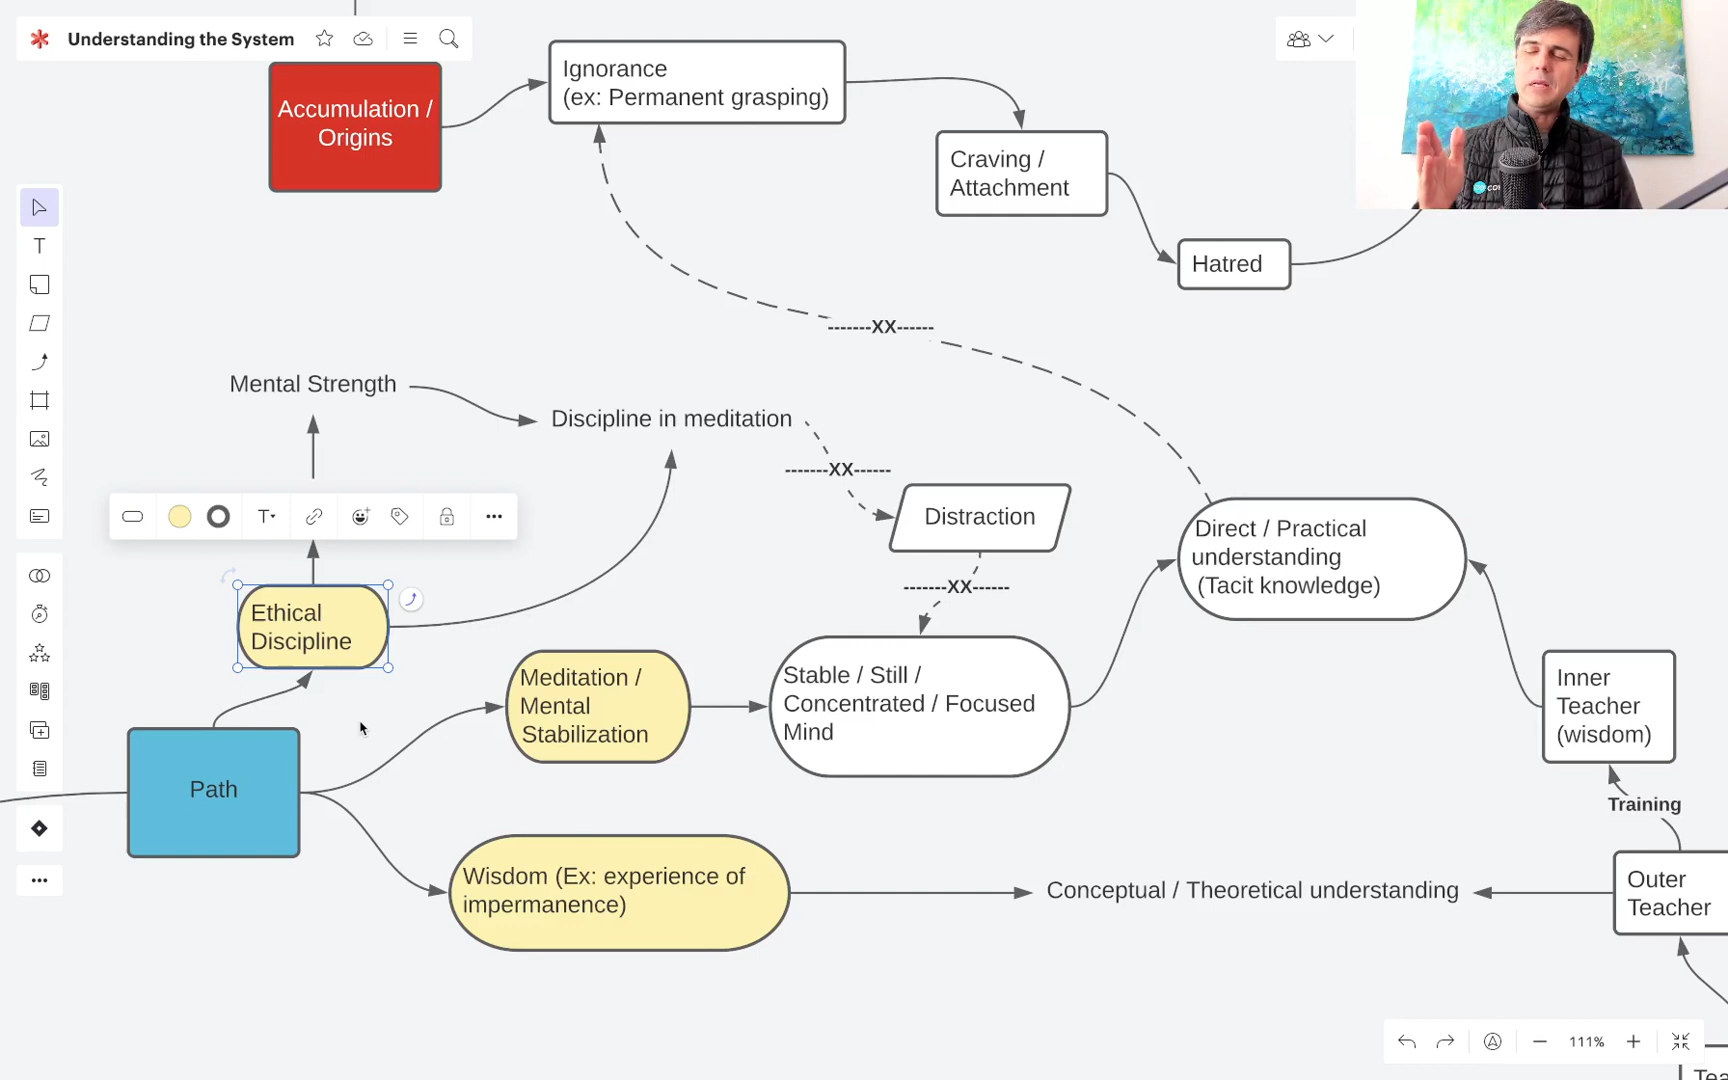 Understanding the System
Accumulation /
Origins
Ignorance
(ex: Permanent grasping)
Craving /
Attachment
Hatred
-------XX------
Mental Strength
Discipline in meditation
-------XX------
Distraction
-------XX------
Direct / Practical
understanding
(Tacit knowledge)
T
T
Ethical
Discipline
Meditation /
Mental
Stabilization
Stable / Still /
Concentrated / Focused
Mind
Inner
Teacher
(wisdom)
Training
Path
Wisdom (Ex: experience of
impermanence)
Conceptual / Theoretical understanding
Outer
Teacher
111%